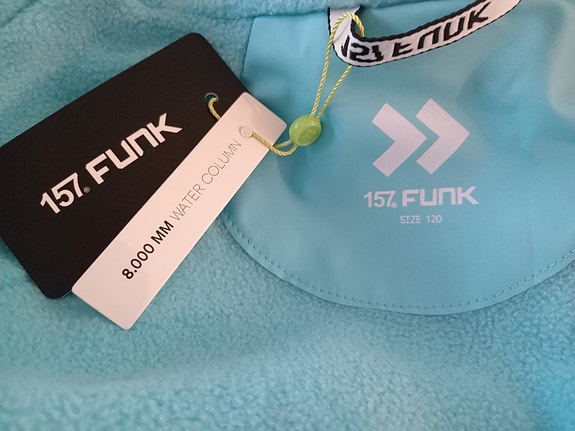 157 FUNK
157® FUNK
8.000 MM WATER COLUMN
157® FUNK
SIZE 120